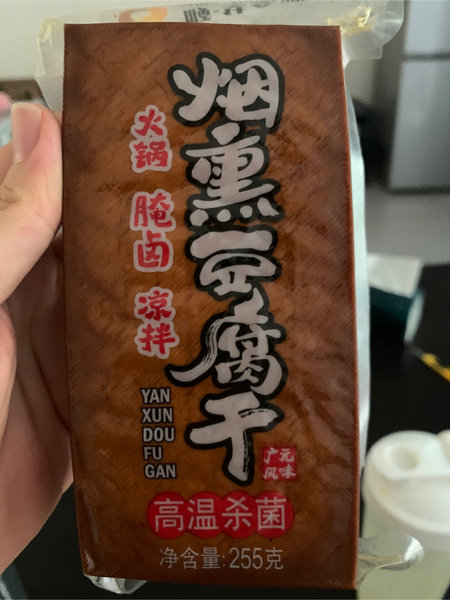 烟熏豆腐干
火锅
腌卤
凉拌
YAN
XUN
DOU
FU
GAN
广元
风味
高温杀菌
净含量:255克